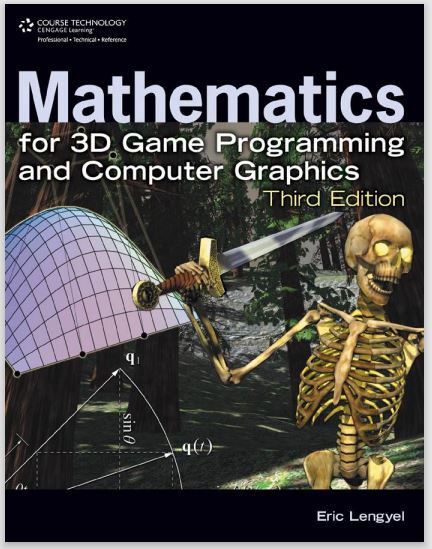 COURSE TECHNOLOGY
CENGAGE Learning™
Professional • Technical • Reference
Mathematics
for 3D Game Programming
and Computer Graphics
Third Edition
q₁
sin θ
q(t)
Eric Lengyel